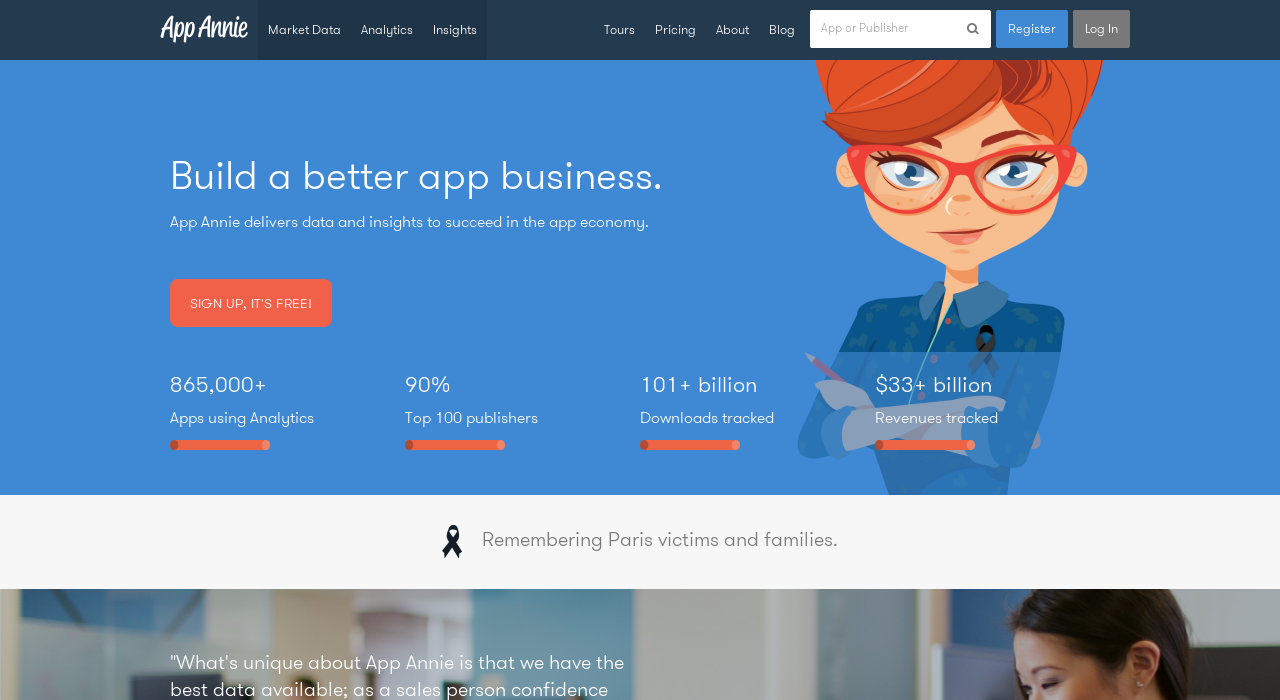 App Annie
Market Data
Analytics
Insights
Tours
Pricing
About
Blog
App or Publisher
Register
Log In
Build a better app business.
App Annie delivers data and insights to succeed in the app economy.
SIGN UP, IT'S FREE!
865,000+
Apps using Analytics
90%
Top 100 publishers
101+ billion
Downloads tracked
$33+ billion
Revenues tracked
Remembering Paris victims and families.
"What's unique about App Annie is that we have the
best data available; as a sales person confidence